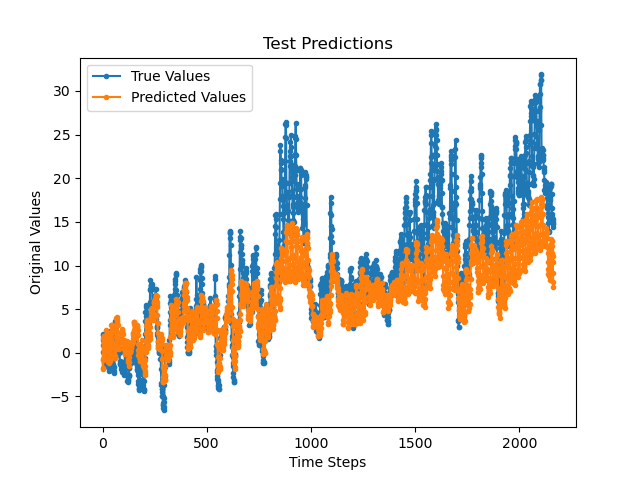 Test Predictions
True Values
Predicted Values
Original Values
30
25
20
15
10
5
0
−5
0 500 1000 1500 2000
Time Steps